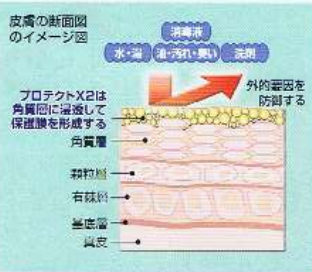 皮膚の断面図
のイメージ図
消毒液
水・湯
油・汚れ・臭い
洗剤
外的要因を
防御する
プロテクトX2は
角質層に浸透して
保護膜を形成する
角質層
顆粒層
有棘層
基底層
真皮